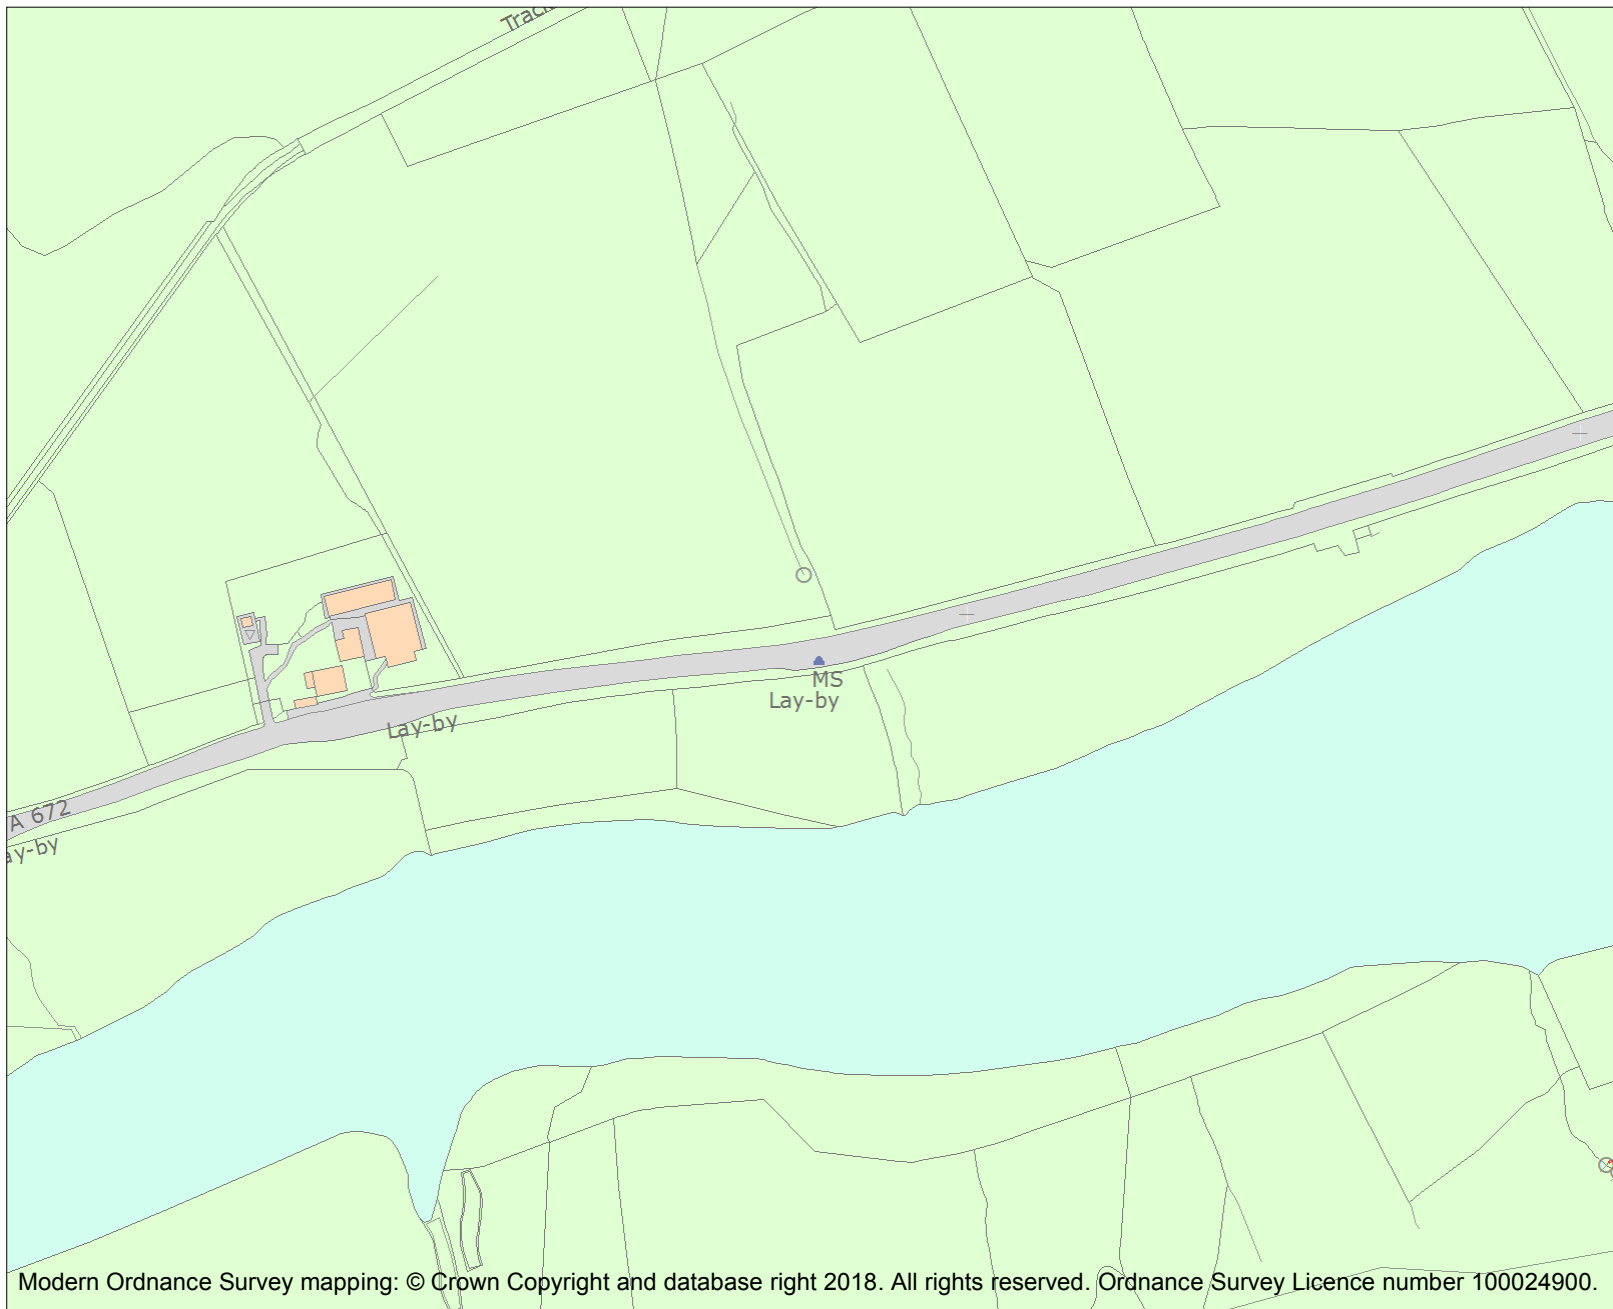 Track
MS
Lay-by
Lay-by
A 672
ay-by
Modern Ordnance Survey mapping: © Crown Copyright and database right 2018. All rights reserved. Ordnance Survey Licence number 100024900.